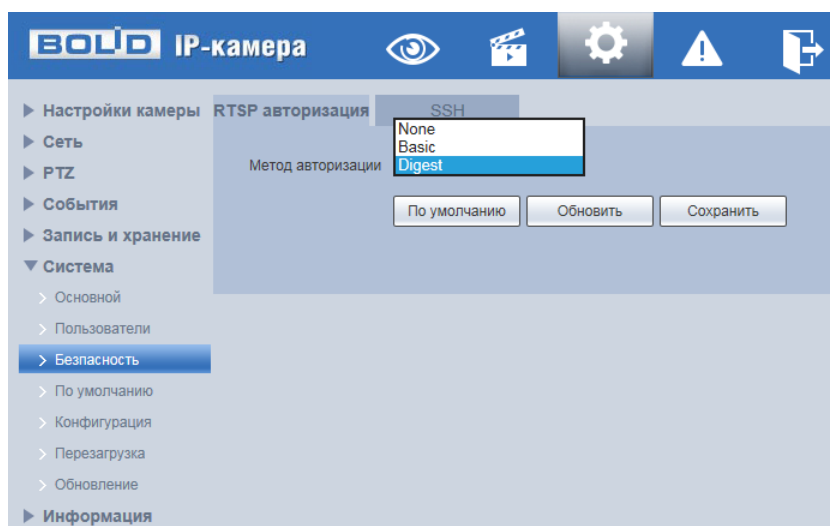 BOLID IP-камера
Настройки камеры
Сеть
PTZ
События
Запись и хранение
Система
Основной
Пользователи
Безпасность
По умолчанию
Конфигурация
Перезагрузка
Обновление
Информация
RTSP авторизация
SSH
Метод авторизации
None
Basic
Digest
По умолчанию
Обновить
Сохранить